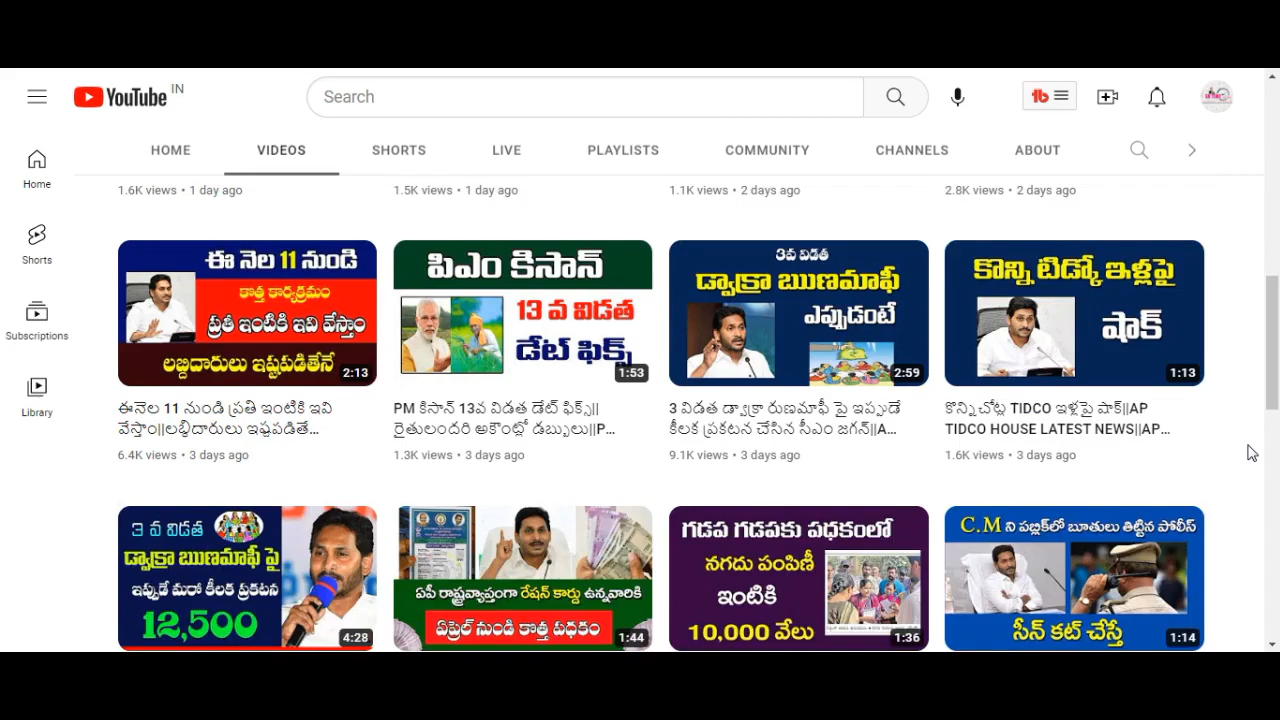 YouTube IN
Search
HOME VIDEOS SHORTS LIVE PLAYLISTS COMMUNITY CHANNELS ABOUT
Home
Shorts
Subscriptions
Library
1.6K views • 1 day ago
1.5K views • 1 day ago
1.1K views • 2 days ago
2.8K views • 2 days ago
ఈ నెల 11 నుండి
కొత్త కార్యక్రమం
ప్రతీ ఇంటికి ఇవి వేస్తాం
లబ్దిదారులు ఇష్టపడితేనే
2:13
ఈనెల 11 నుండి ప్రతి ఇంటికి ఇవి
వేస్తాం||లబ్ధిదారులు ఇష్టపడితే...
6.4K views • 3 days ago
పిఎం కిసాన్
13 వ విడత
డేట్ ఫిక్స్
1:53
PM కిసాన్ 13వ విడత డేట్ ఫిక్స్||
రైతులందరి అకౌంట్లో డబ్బులు||P...
1.3K views • 3 days ago
3వ విడత
డ్వాక్రా ఋణమాఫీ
ఎప్పుడంటే
2:59
3 విడత డ్వాక్రా రుణమాఫీ పై ఇప్పుడే
కీలక ప్రకటన చేసిన సీఎం జగన్||A...
9.1K views • 3 days ago
కొన్ని టిడ్కో ఇళ్లపై
షాక్
1:13
కొన్ని చోట్ల TIDCO ఇళ్లపై షాక్||AP
TIDCO HOUSE LATEST NEWS||AP...
1.6K views • 3 days ago
3 వ విడత
డ్వాక్రా ఋణమాఫీ పై
ఇప్పుడే మరో కీలక ప్రకటన
12,500
4:28
ఏపీ రాష్ట్రవ్యాప్తంగా రేషన్ కార్డు ఉన్నవారికి
ఏప్రెల్ నుండి కొత్త పధకం
1:44
గడప గడపకు పధకంలో
నగదు పంపిణీ
ఇంటికి
10,000 వేలు
1:36
C.M ని పబ్లిక్‌లో బూతులు తిట్టిన పోలీస్
సీన్ కట్ చేస్తే
1:14